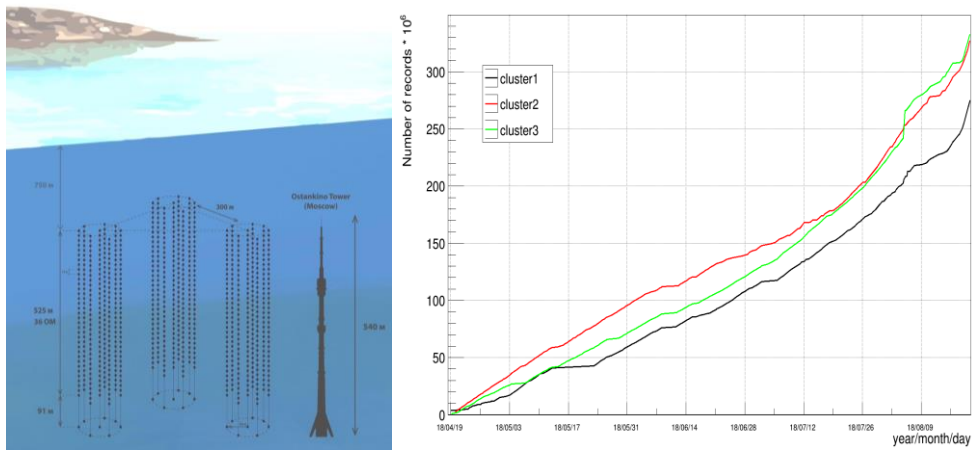 750 м
300 м
Ostankino Tower
(Moscow)
525 м
36 OM
540 м
91 м
Number of records * 10⁶
cluster1
cluster2
cluster3
300
250
200
150
100
50
0
18/04/19 18/05/03 18/05/17 18/05/31 18/06/14 18/06/28 18/07/12 18/07/26 18/08/09
year/month/day